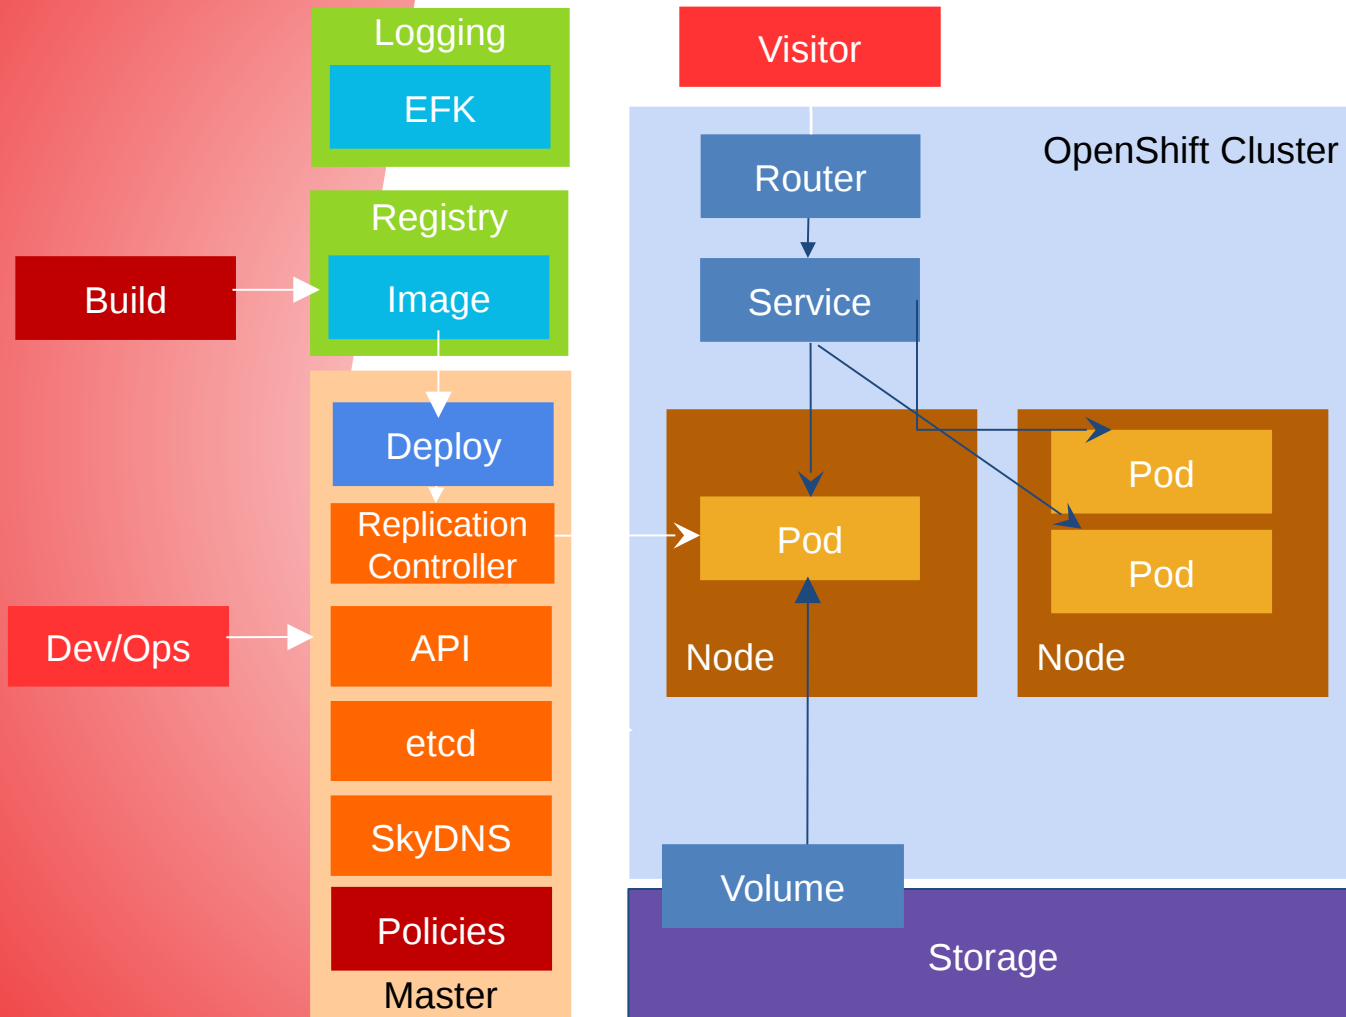 Logging
EFK
Registry
Build
Image
Deploy
Replication
Controller
Dev/Ops
API
etcd
SkyDNS
Policies
Master
Visitor
OpenShift Cluster
Router
Service
Pod
Node
Pod
Pod
Node
Volume
Storage